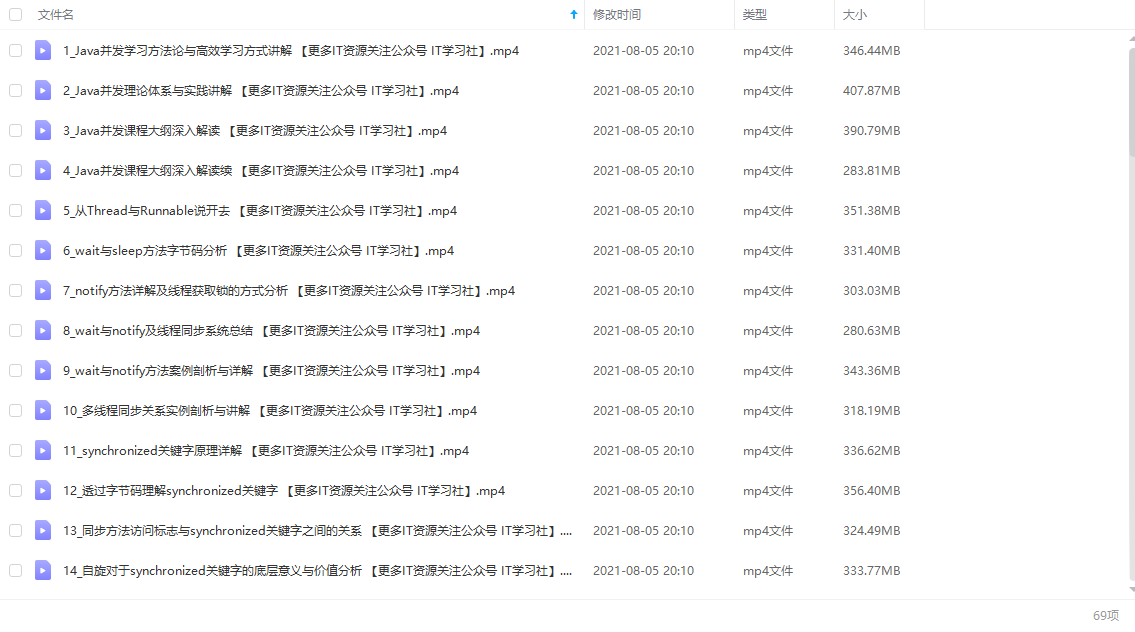 文件名 修改时间 类型 大小
1_Java并发学习方法论与高效学习方式讲解 【更多IT资源关注公众号 IT学习社】.mp4 2021-08-05 20:10 mp4文件 346.44MB
2_Java并发理论体系与实践讲解 【更多IT资源关注公众号 IT学习社】.mp4 2021-08-05 20:10 mp4文件 407.87MB
3_Java并发课程大纲深入解读 【更多IT资源关注公众号 IT学习社】.mp4 2021-08-05 20:10 mp4文件 390.79MB
4_Java并发课程大纲深入解读续 【更多IT资源关注公众号 IT学习社】.mp4 2021-08-05 20:10 mp4文件 283.81MB
5_从Thread与Runnable说开去 【更多IT资源关注公众号 IT学习社】.mp4 2021-08-05 20:10 mp4文件 351.38MB
6_wait与sleep方法字节码分析 【更多IT资源关注公众号 IT学习社】.mp4 2021-08-05 20:10 mp4文件 331.40MB
7_notify方法详解及线程获取锁的方式分析 【更多IT资源关注公众号 IT学习社】.mp4 2021-08-05 20:10 mp4文件 303.03MB
8_wait与notify及线程同步系统总结 【更多IT资源关注公众号 IT学习社】.mp4 2021-08-05 20:10 mp4文件 280.63MB
9_wait与notify方法案例剖析与详解 【更多IT资源关注公众号 IT学习社】.mp4 2021-08-05 20:10 mp4文件 343.36MB
10_多线程同步关系实例剖析与讲解 【更多IT资源关注公众号 IT学习社】.mp4 2021-08-05 20:10 mp4文件 318.19MB
11_synchronized关键字原理详解 【更多IT资源关注公众号 IT学习社】.mp4 2021-08-05 20:10 mp4文件 336.62MB
12_透过字节码理解synchronized关键字 【更多IT资源关注公众号 IT学习社】.mp4 2021-08-05 20:10 mp4文件 356.40MB
13_同步方法访问标志与synchronized关键字之间的关系 【更多IT资源关注公众号 IT学习社】.... 2021-08-05 20:10 mp4文件 324.49MB
14_自旋对于synchronized关键字的底层意义与价值分析 【更多IT资源关注公众号 IT学习社】.... 2021-08-05 20:10 mp4文件 333.77MB
69项